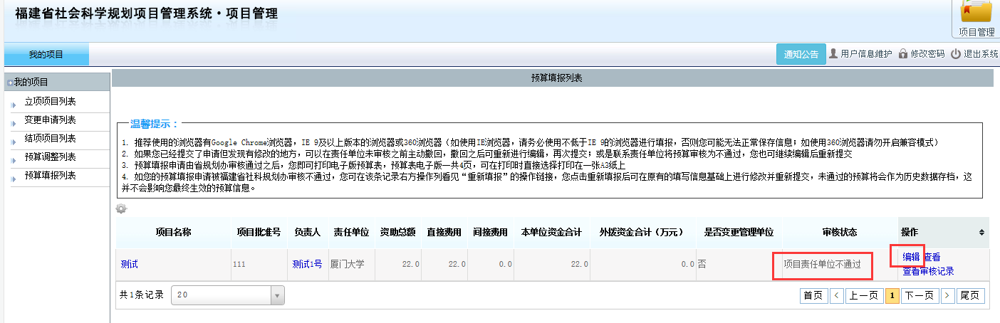 福建省社会科学规划项目管理系统·项目管理
项目管理
我的项目
通知公告 用户信息维护 修改密码 退出系统
我的项目
立项项目列表
变更申请列表
结项项目列表
预算调整列表
预算填报列表
预算填报列表
温馨提示：
1. 推荐使用的浏览器有Google Chrome浏览器，IE 9及以上版本的浏览器或360浏览器（如使用IE浏览器，请务必使用不低于IE 9的浏览器进行填报，否则您可能无法正常保存信息；如使用360浏览器请勿开启兼容模式）
2. 如果您已经提交了申请但发现有修改的地方，可以在责任单位未审核之前主动撤回，撤回之后可重新进行编辑，再次提交；或是联系责任单位将预算审核为不通过，您也可继续编辑后重新提交
3. 预算填报申请由省规划办审核通过之后，您即可打印电子版预算表，预算表电子版一共4页，可在打印时直接选择打印在一张A3纸上
4. 如您的预算填报申请被福建省社科规划办审核不通过，您可在该条记录右方操作列看见“重新填报”的操作链接，您点击重新填报后可在原有的填写信息基础上进行修改并重新提交，未通过的预算将会作为历史数据存档，这
并不会影响您最终生效的预算信息。
项目名称 项目批准号 负责人 责任单位 资助总额 直接费用 间接费用 本单位资金合计 外拨资金合计（万元） 是否变更管理单位 审核状态 操作
测试 111 测试1号 厦门大学 22.0 22.0 0.0 22.0 0.0 否 项目责任单位不通过 编辑 查看
查看审核记录
共1条记录 20 首页 < 上一页 1 下一页 > 尾页